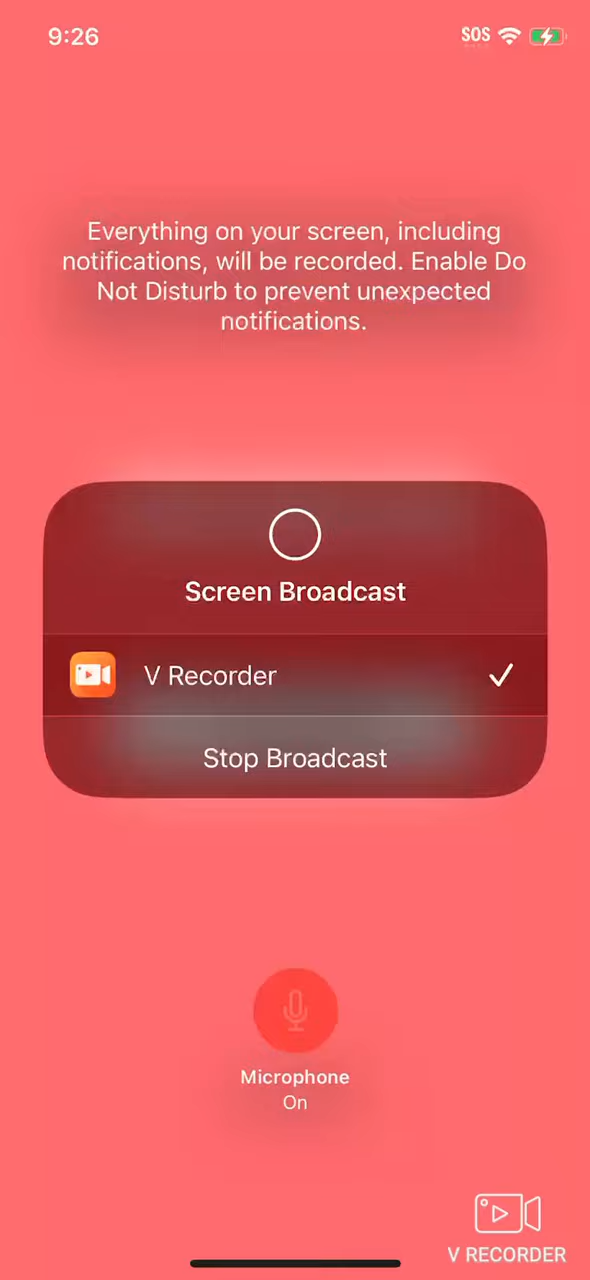 9:26
SOS
Everything on your screen, including
notifications, will be recorded. Enable Do
Not Disturb to prevent unexpected
notifications.
Screen Broadcast
V Recorder
Stop Broadcast
Microphone
On
V RECORDER